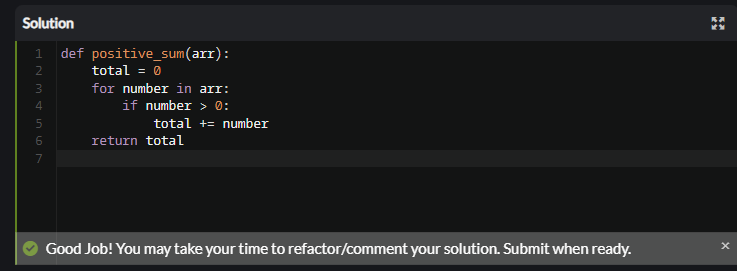 Solution
1 def positive_sum(arr):
2     total = 0
3     for number in arr:
4         if number > 0:
5             total += number
6     return total
7
Good Job! You may take your time to refactor/comment your solution. Submit when ready. ×